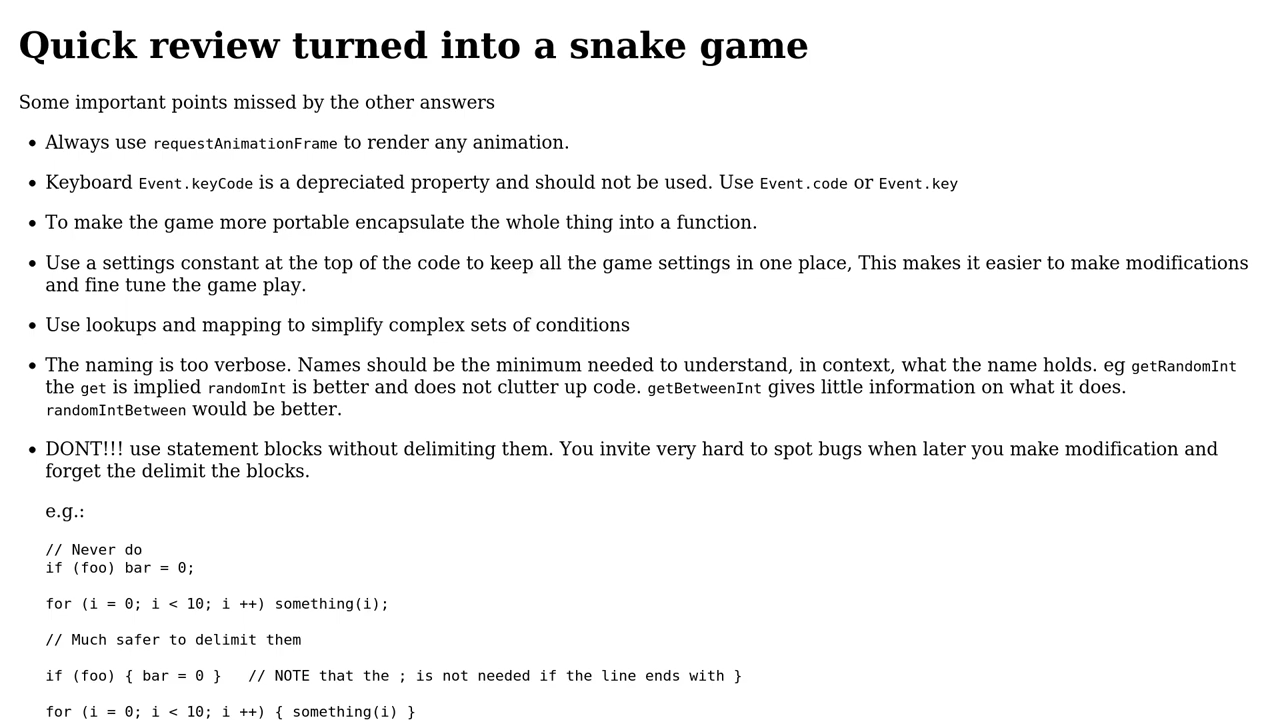 Quick review turned into a snake game
Some important points missed by the other answers
• Always use requestAnimationFrame to render any animation.
• Keyboard Event.keyCode is a depreciated property and should not be used. Use Event.code or Event.key
• To make the game more portable encapsulate the whole thing into a function.
• Use a settings constant at the top of the code to keep all the game settings in one place, This makes it easier to make modifications
and fine tune the game play.
• Use lookups and mapping to simplify complex sets of conditions
• The naming is too verbose. Names should be the minimum needed to understand, in context, what the name holds. eg getRandomInt
the get is implied randomInt is better and does not clutter up code. getBetweenInt gives little information on what it does.
randomIntBetween would be better.
• DONT!!! use statement blocks without delimiting them. You invite very hard to spot bugs when later you make modification and
forget the delimit the blocks.
e.g.:
// Never do
if (foo) bar = 0;
for (i = 0; i < 10; i ++) something(i);
// Much safer to delimit them
if (foo) { bar = 0 }   // NOTE that the ; is not needed if the line ends with }
for (i = 0; i < 10; i ++) { something(i) }